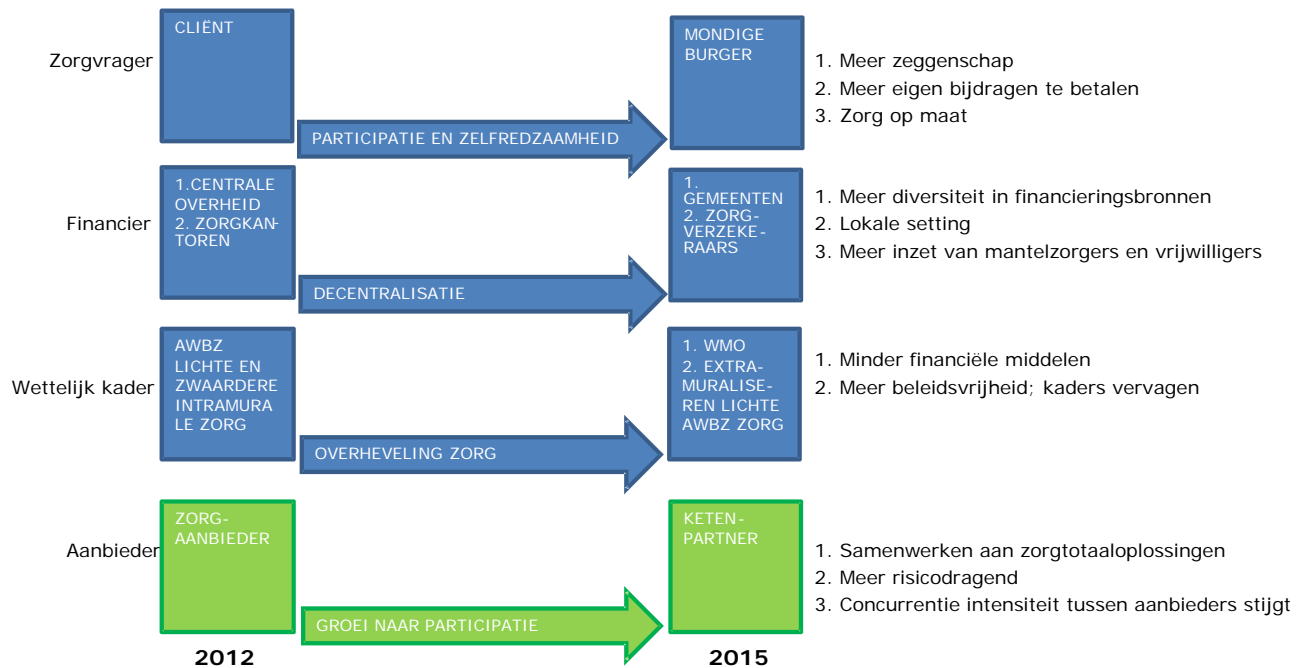 Zorgvrager
CLIËNT
PARTICIPATIE EN ZELFREDZAAMHEID
MONDIGE
BURGER
1. Meer zeggenschap
2. Meer eigen bijdragen te betalen
3. Zorg op maat
Financier
1.CENTRALE
OVERHEID
2. ZORGKAN-
TOREN
DECENTRALISATIE
1.
GEMEENTEN
2. ZORG-
VERZEKE-
RAARS
1. Meer diversiteit in financieringsbronnen
2. Lokale setting
3. Meer inzet van mantelzorgers en vrijwilligers
Wettelijk kader
AWBZ
LICHTE EN
ZWAARDERE
INTRAMURA
LE ZORG
OVERHEVELING ZORG
1. WMO
2. EXTRA-
MURALISE-
REN LICHTE
AWBZ ZORG
1. Minder financiële middelen
2. Meer beleidsvrijheid; kaders vervagen
Aanbieder
ZORG-
AANBIEDER
GROEI NAAR PARTICIPATIE
KETEN-
PARTNER
1. Samenwerken aan zorgtotaaloplossingen
2. Meer risicodragend
3. Concurrentie intensiteit tussen aanbieders stijgt
2012
2015